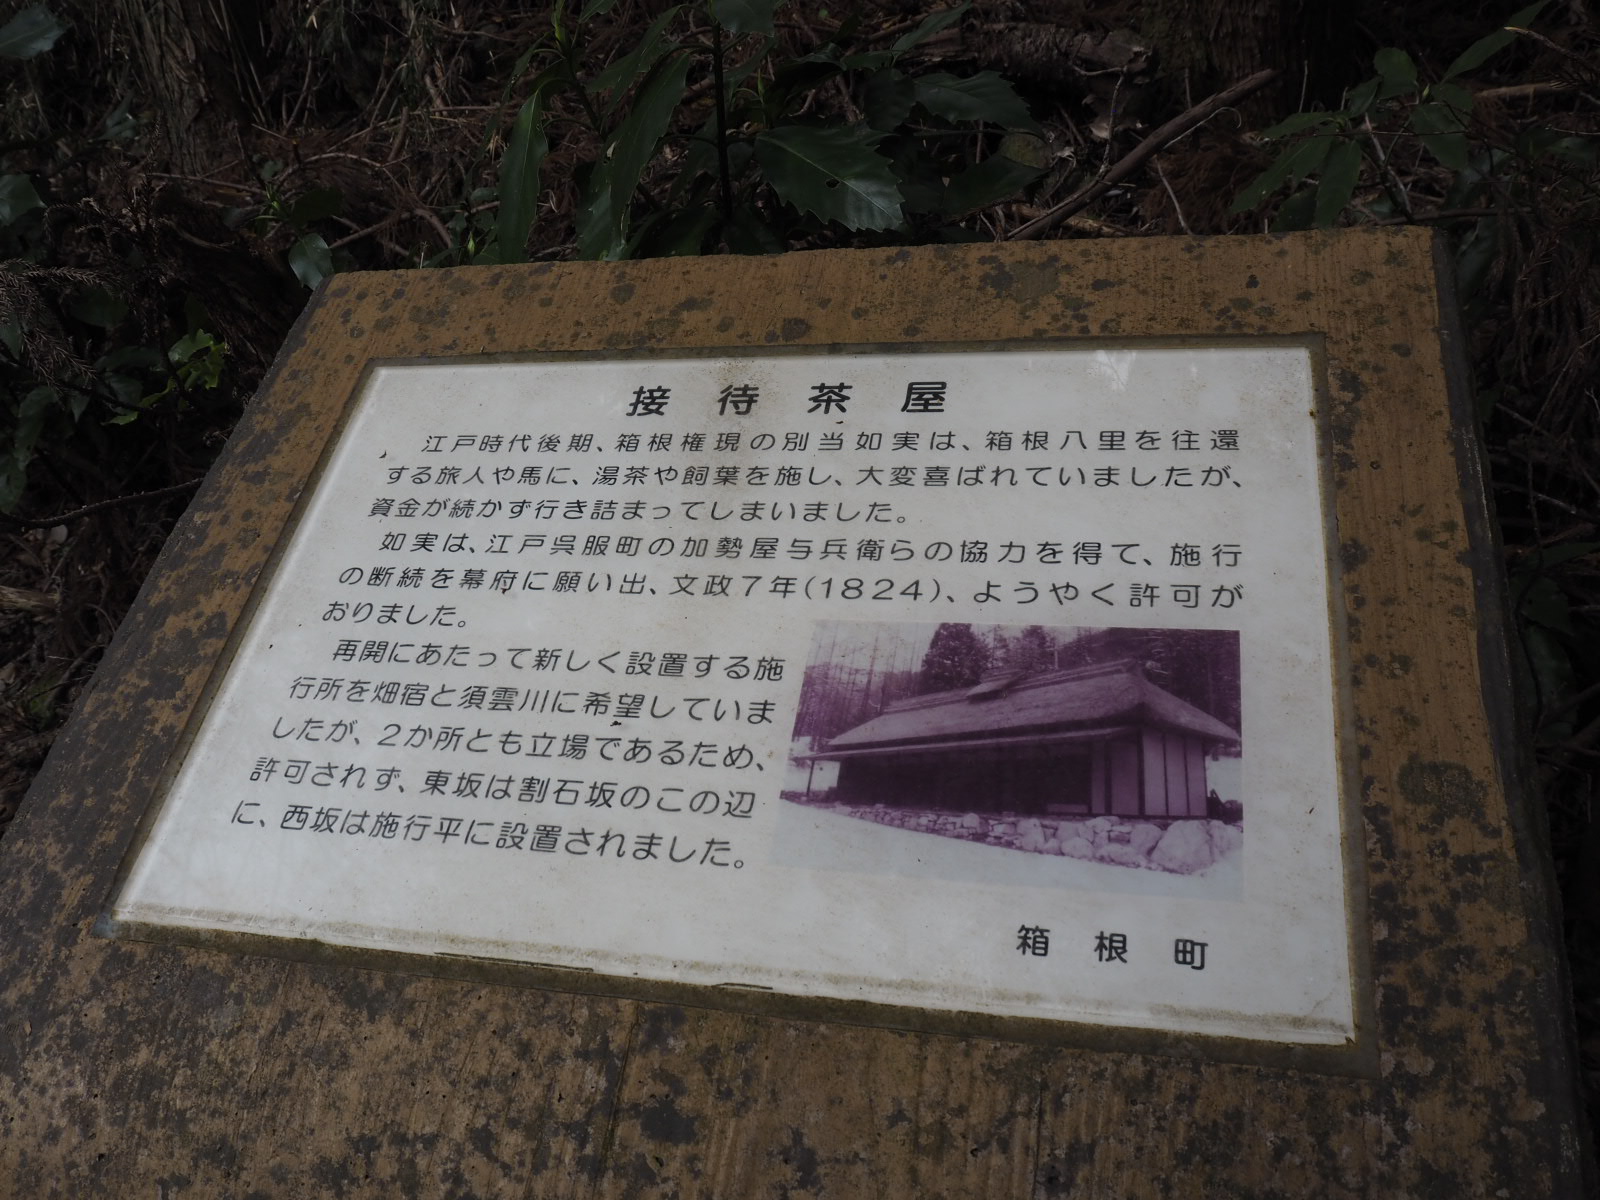 接待茶屋
江戸時代後期、箱根権現の別当如実は、箱根八里を往還
する旅人や馬に、湯茶や飼葉を施し、大変喜ばれていましたが、
資金が続かず行き詰まってしまいました。
如実は、江戸呉服町の加勢屋与兵衛らの協力を得て、施行
の断続を幕府に願い出、文政7年(1824)、ようやく許可が
おりました。
再開にあたって新しく設置する施
行所を畑宿と須雲川に希望していま
したが、2か所とも立場であるため、
許可されず、東坂は割石坂のこの辺
に、西坂は施行平に設置されました。
箱根町